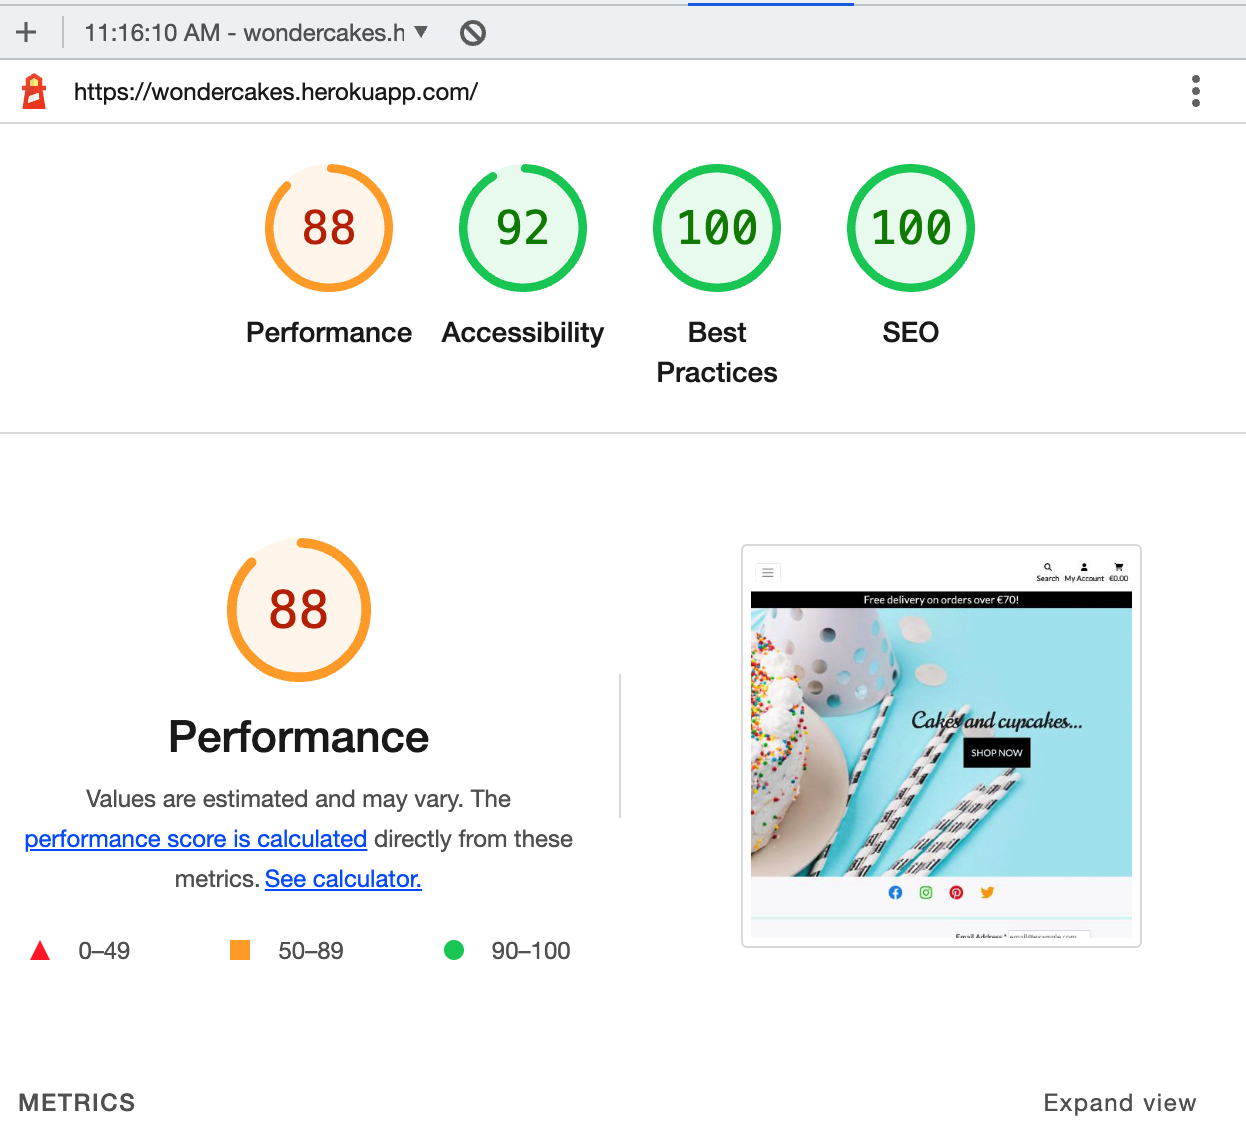 11:16:10 AM - wondercakes.h
https://wondercakes.herokuapp.com/
88
92
100
100
Performance
Accessibility
Best
Practices
SEO
88
Performance
Values are estimated and may vary. The
performance score is calculated directly from these
metrics. See calculator.
0–49
50–89
90–100
Search My Account €0.00
Free delivery on orders over €70!
Cakes and cupcakes...
SHOP NOW
Email Address * email@example.com
METRICS
Expand view